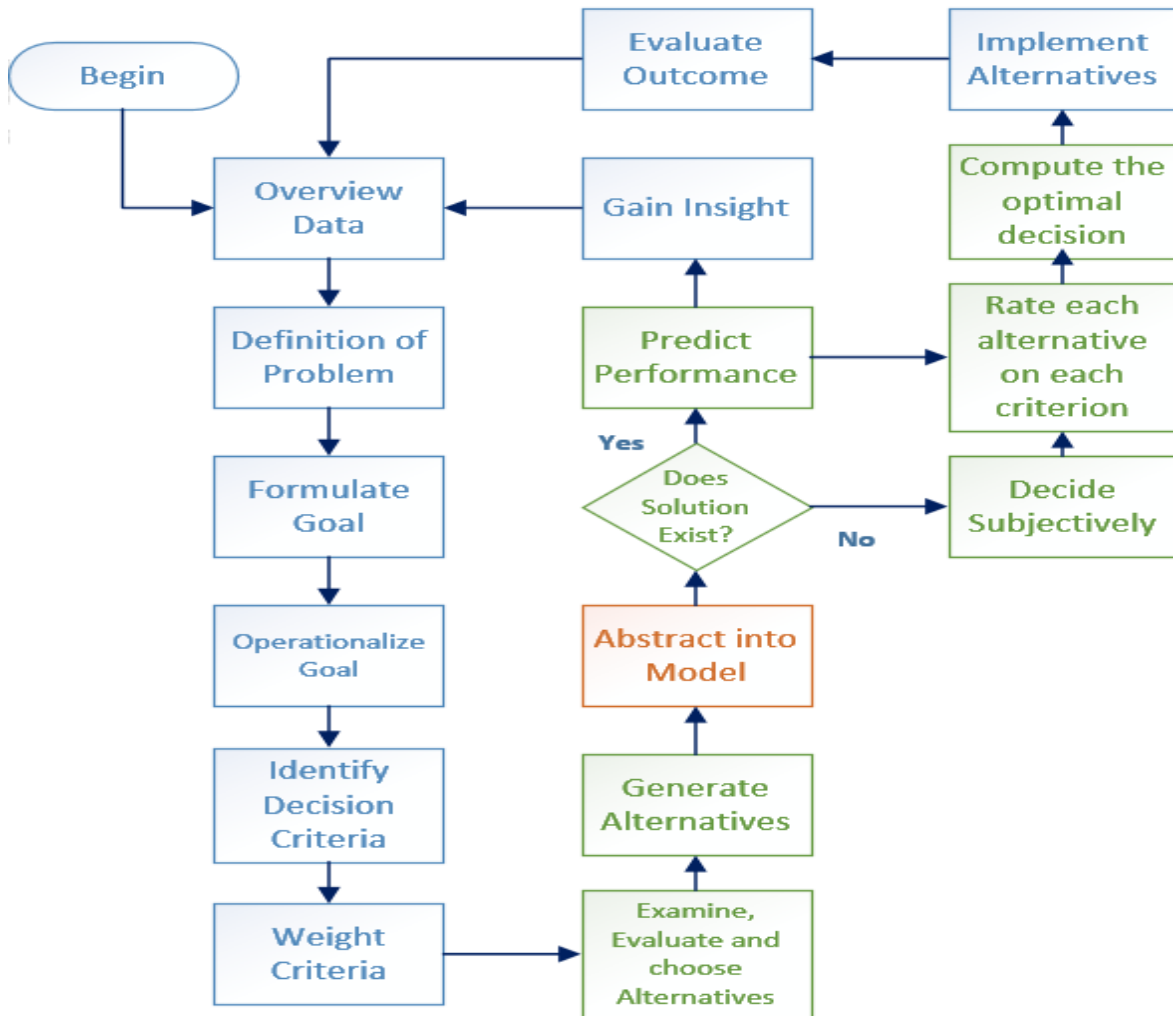 Begin
Evaluate
Outcome
Implement
Alternatives
Overview
Data
Gain Insight
Compute the
optimal
decision
Definition of
Problem
Predict
Performance
Rate each
alternative
on each
criterion
Yes
Formulate
Goal
Does
Solution
Exist?
No
Decide
Subjectively
Operationalize
Goal
Abstract into
Model
Identify
Decision
Criteria
Generate
Alternatives
Weight
Criteria
Examine,
Evaluate and
choose
Alternatives